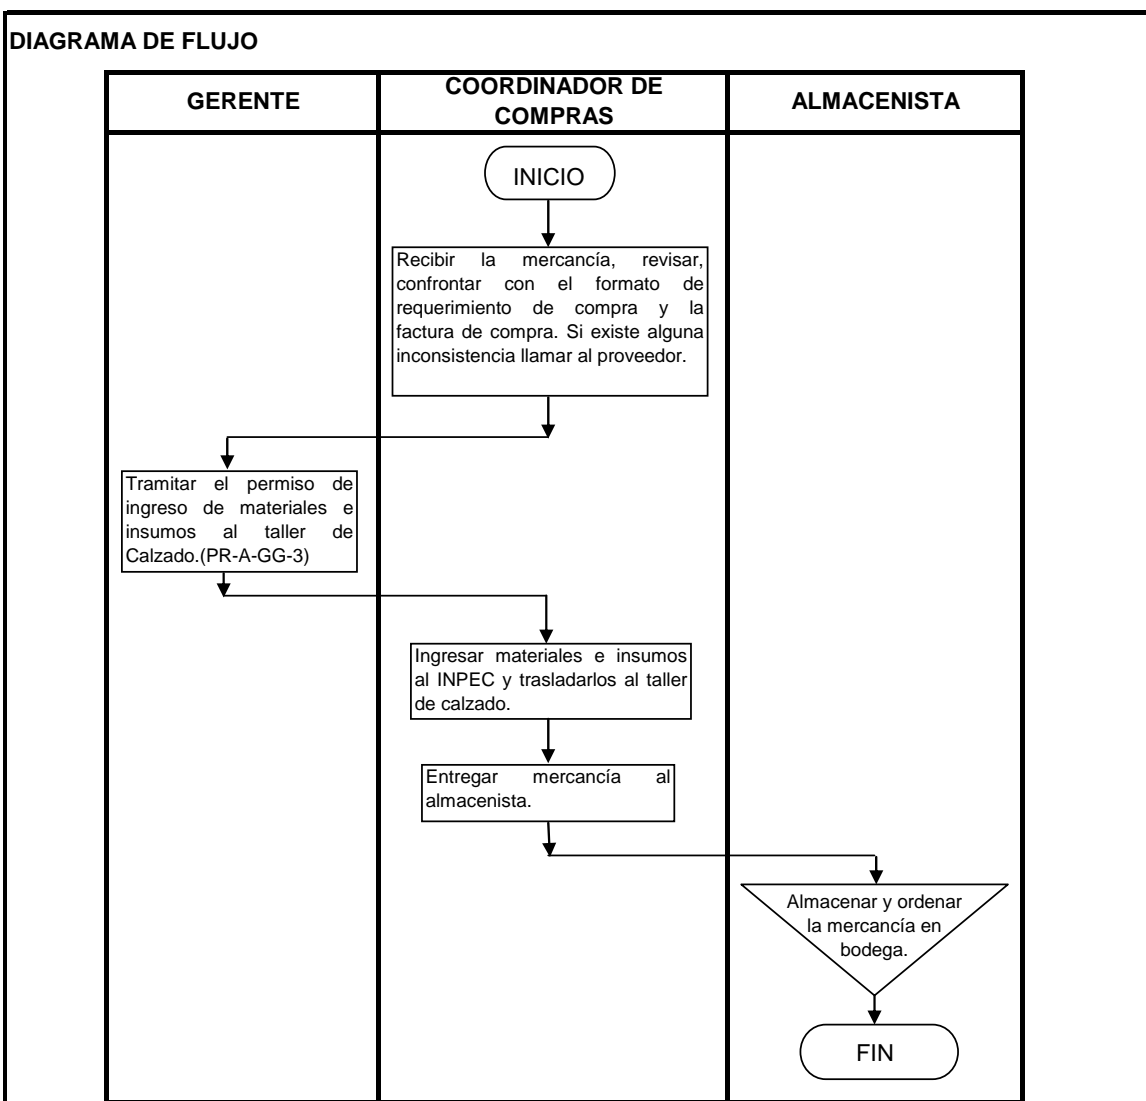 DIAGRAMA DE FLUJO
GERENTE
COORDINADOR DE
COMPRAS
ALMACENISTA
INICIO
Recibir la mercancía, revisar,
confrontar con el formato de
requerimiento de compra y la
factura de compra. Si existe alguna
inconsistencia llamar al proveedor.
Tramitar el permiso de
ingreso de materiales e
insumos al taller de
Calzado.(PR-A-GG-3)
Ingresar materiales e insumos
al INPEC y trasladarlos al taller
de calzado.
Entregar mercancía al
almacenista.
Almacenar y ordenar
la mercancía en
bodega.
FIN